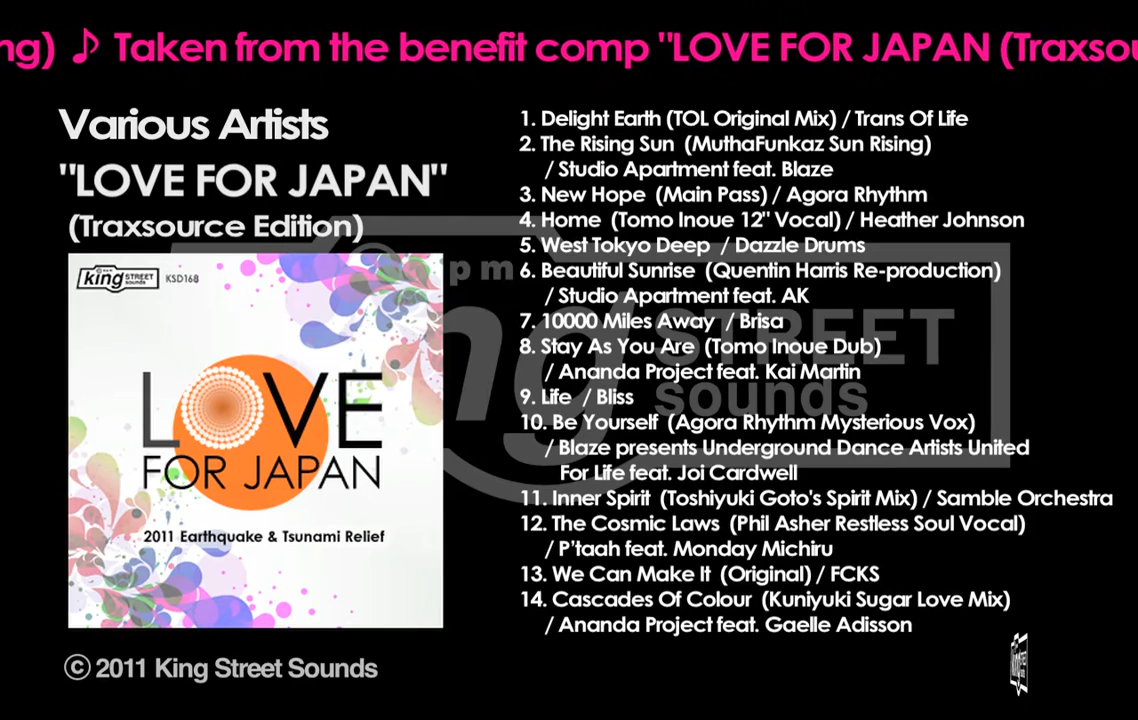 ng) ♪ Taken from the benefit comp "LOVE FOR JAPAN (Traxsou
Various Artists
"LOVE FOR JAPAN"
(Traxsource Edition)
king STREET sounds
KSD168
LOVE
FOR JAPAN
2011 Earthquake & Tsunami Relief
© 2011 King Street Sounds
1. Delight Earth (TOL Original Mix) / Trans Of Life
2. The Rising Sun (MuthaFunkaz Sun Rising)
/ Studio Apartment feat. Blaze
3. New Hope (Main Pass) / Agora Rhythm
4. Home (Tomo Inoue 12" Vocal) / Heather Johnson
5. West Tokyo Deep / Dazzle Drums
6. Beautiful Sunrise (Quentin Harris Re-production)
/ Studio Apartment feat. AK
7. 10000 Miles Away / Brisa
8. Stay As You Are (Tomo Inoue Dub)
/ Ananda Project feat. Kai Martin
9. Life / Bliss
10. Be Yourself (Agora Rhythm Mysterious Vox)
/ Blaze presents Underground Dance Artists United
For Life feat. Joi Cardwell
11. Inner Spirit (Toshiyuki Goto's Spirit Mix) / Samble Orchestra
12. The Cosmic Laws (Phil Asher Restless Soul Vocal)
/ P'taah feat. Monday Michiru
13. We Can Make It (Original) / FCKS
14. Cascades Of Colour (Kuniyuki Sugar Love Mix)
/ Ananda Project feat. Gaelle Adisson
pm
ng STREET
sounds